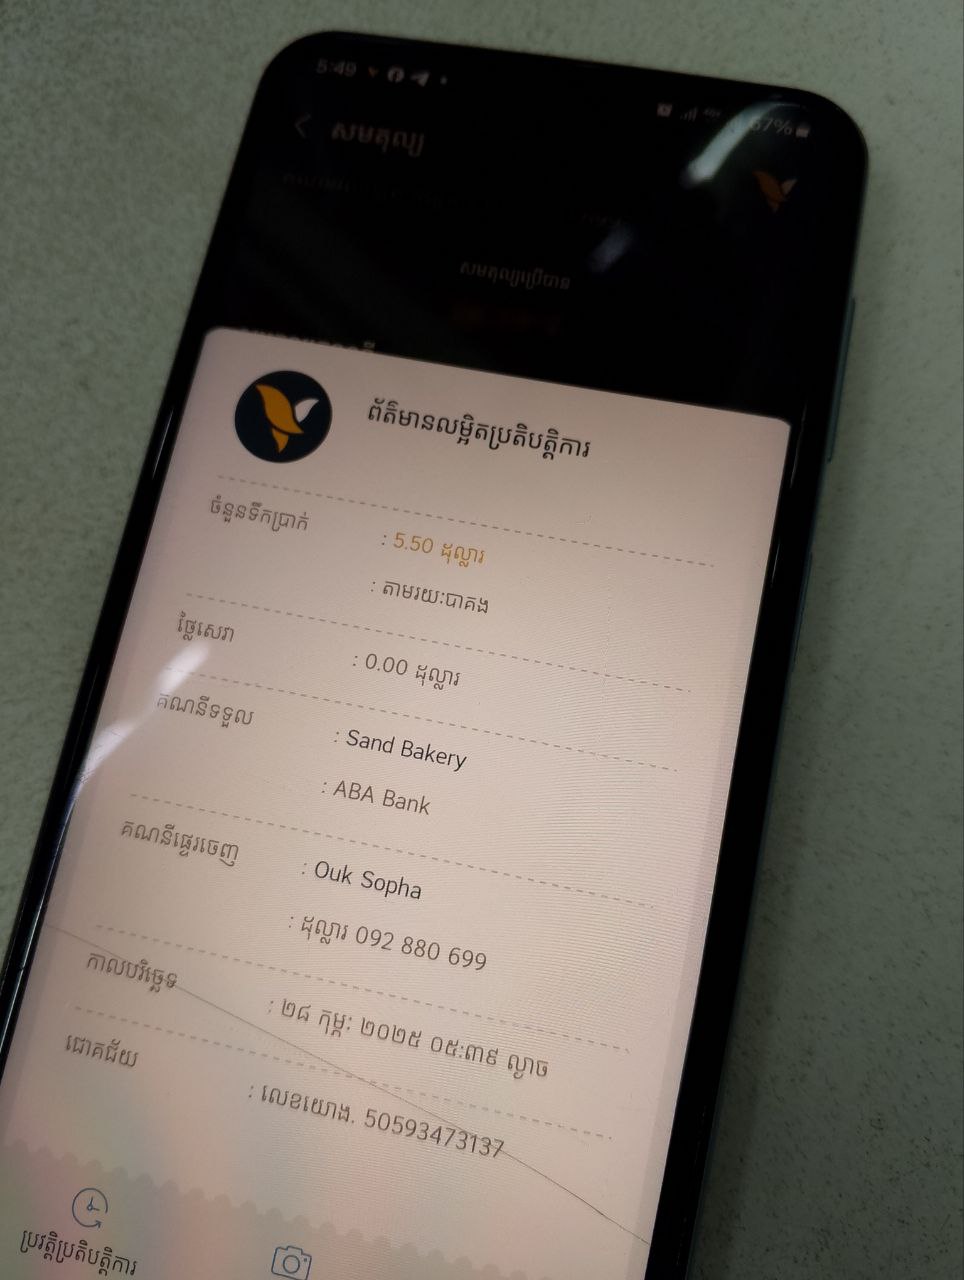 5:49
67%
សមតុល្យ
សមតុល្យប្រើបាន
ព័ត៌មានលម្អិតប្រតិបត្តិការ
ចំនួនទឹកប្រាក់ : 5.50 ដុល្លារ
: តាមរយៈបាគង
ថ្លៃសេវា : 0.00 ដុល្លារ
គណនីទទួល : Sand Bakery
: ABA Bank
គណនីផ្ទេរចេញ : Ouk Sopha
: ដុល្លារ 092 880 699
កាលបរិច្ឆេទ : ២៨ កុម្ភៈ ២០២៥ ០៥:៣៩ ល្ងាច
ជោគជ័យ : លេខយោង. 50593473137
ប្រវត្តិប្រតិបត្តិការ